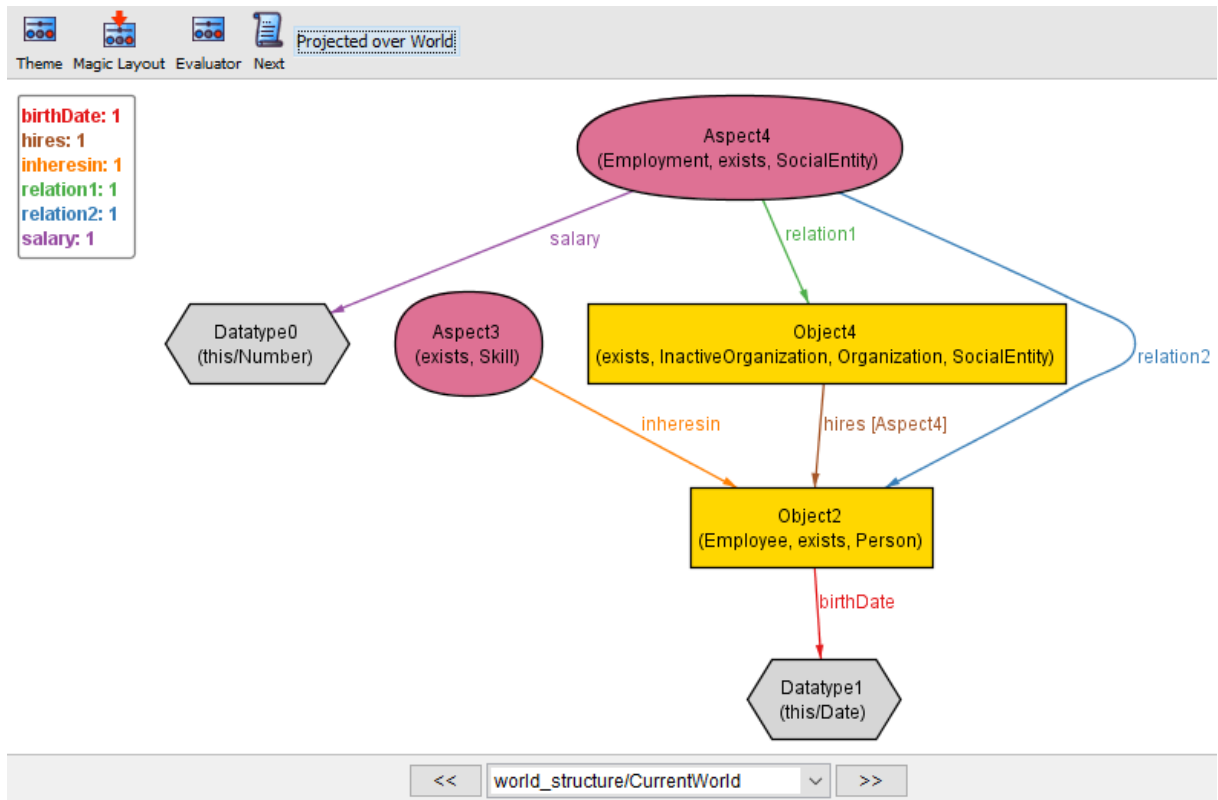 Theme Magic Layout Evaluator Next Projected over World
birthDate: 1
hires: 1
inheresin: 1
relation1: 1
relation2: 1
salary: 1
Aspect4
(Employment, exists, SocialEntity)
salary
relation1
relation2
Datatype0
(this/Number)
Aspect3
(exists, Skill)
Object4
(exists, InactiveOrganization, Organization, SocialEntity)
inheresin
hires [Aspect4]
Object2
(Employee, exists, Person)
birthDate
Datatype1
(this/Date)
<< world_structure/CurrentWorld >>